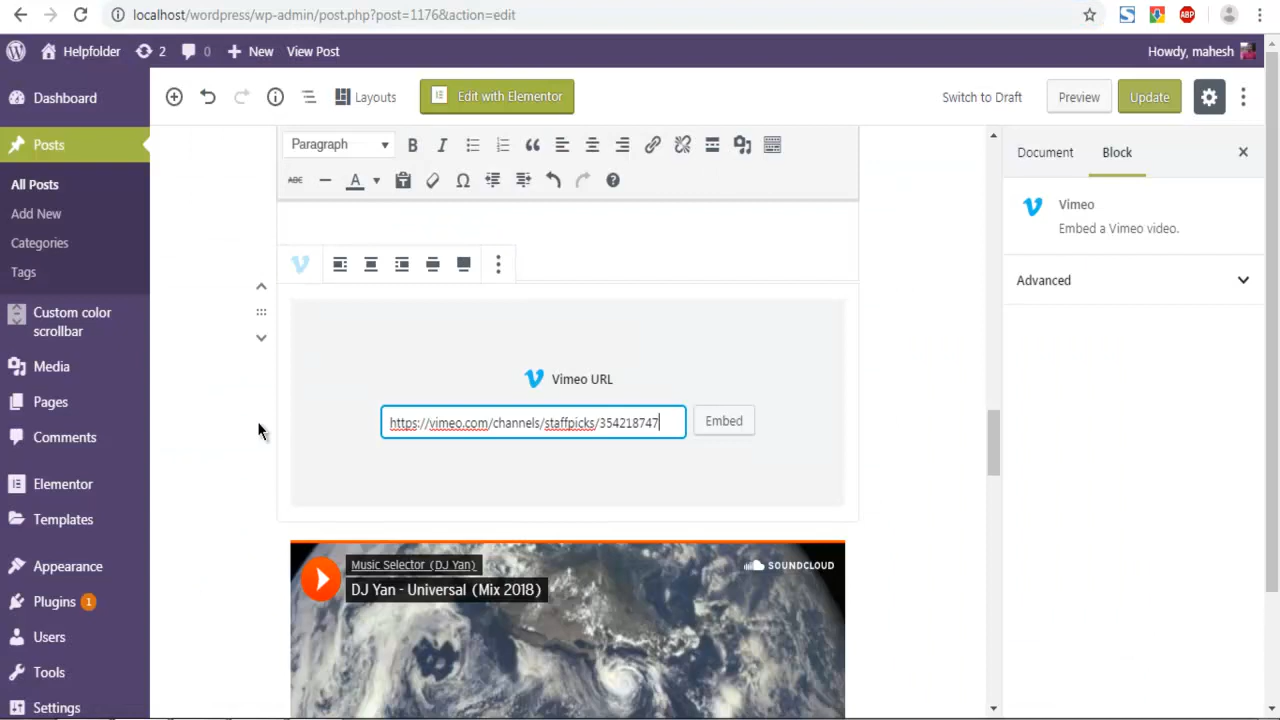 localhost/wordpress/wp-admin/post.php?post=1176&action=edit
ABP
Helpfolder 2 0 New View Post
Howdy, mahesh
Dashboard
Posts
All Posts
Add New
Categories
Tags
Custom color
scrollbar
Media
Pages
Comments
Elementor
Templates
Appearance
Plugins 1
Users
Tools
Settings
Layouts
Edit with Elementor
Switch to Draft
Preview
Update
Paragraph
B I
ABC A Ω
Vimeo URL
https://vimeo.com/channels/staffpicks/354218747
Embed
Music Selector (DJ Yan)
DJ Yan - Universal (Mix 2018)
SOUNDCLOUD
Document Block
Vimeo
Embed a Vimeo video.
Advanced